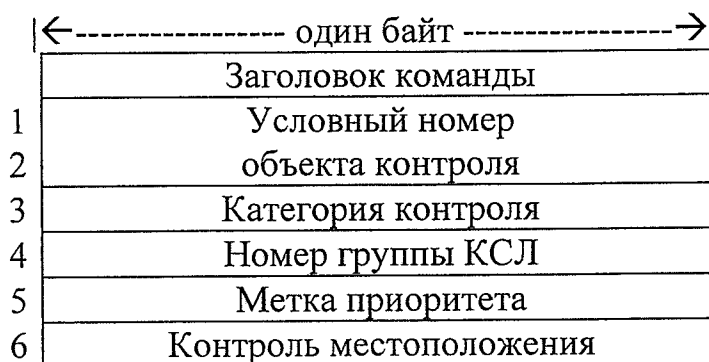 |←---------------- один байт ----------------→
Заголовок команды
1 Условный номер
2 объекта контроля
3 Категория контроля
4 Номер группы КСЛ
5 Метка приоритета
6 Контроль местоположения